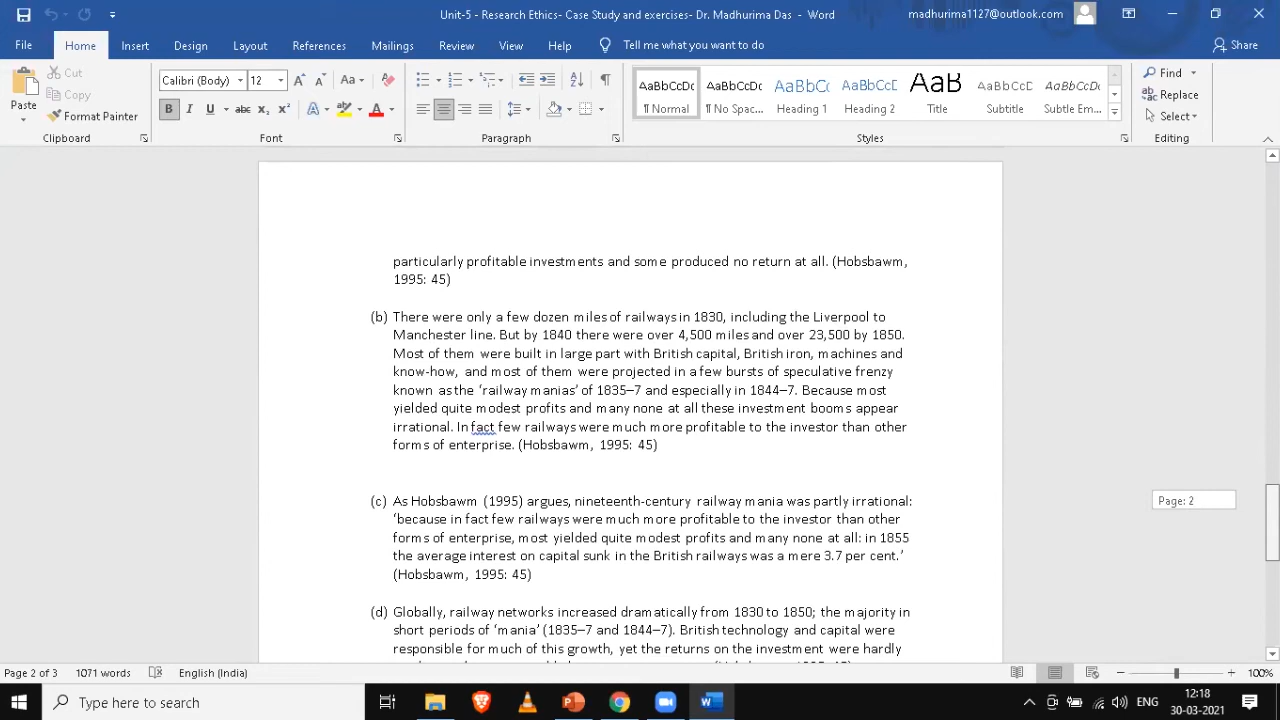 Unit-5 - Research Ethics- Case Study and exercises- Dr. Madhurima Das - Word
madhurima1127@outlook.com
File Home Insert Design Layout References Mailings Review View Help Tell me what you want to do Share
Paste
Cut
Copy
Format Painter
Clipboard
Calibri (Body) 12
Font
Paragraph
AaBbCcDc AaBbCcDc AaBbC( AaBbCcC AaB AaBbCcD AaBbCcDc
¶ Normal ¶ No Spac... Heading 1 Heading 2 Title Subtitle Subtle Em...
Styles
Find
Replace
Select
Editing
particularly profitable investments and some produced no return at all. (Hobsbawm,
1995: 45)
(b) There were only a few dozen miles of railways in 1830, including the Liverpool to
Manchester line. But by 1840 there were over 4,500 miles and over 23,500 by 1850.
Most of them were built in large part with British capital, British iron, machines and
know-how, and most of them were projected in a few bursts of speculative frenzy
known as the ‘railway manias’ of 1835–7 and especially in 1844–7. Because most
yielded quite modest profits and many none at all these investment booms appear
irrational. In fact few railways were much more profitable to the investor than other
forms of enterprise. (Hobsbawm, 1995: 45)
(c) As Hobsbawm (1995) argues, nineteenth-century railway mania was partly irrational:
‘because in fact few railways were much more profitable to the investor than other
forms of enterprise, most yielded quite modest profits and many none at all: in 1855
the average interest on capital sunk in the British railways was a mere 3.7 per cent.’
(Hobsbawm, 1995: 45)
Page: 2
(d) Globally, railway networks increased dramatically from 1830 to 1850; the majority in
short periods of ‘mania’ (1835–7 and 1844–7). British technology and capital were
responsible for much of this growth, yet the returns on the investment were hardly
Page 2 of 3 1071 words English (India) 100%
Type here to search
ENG
12:18
30-03-2021